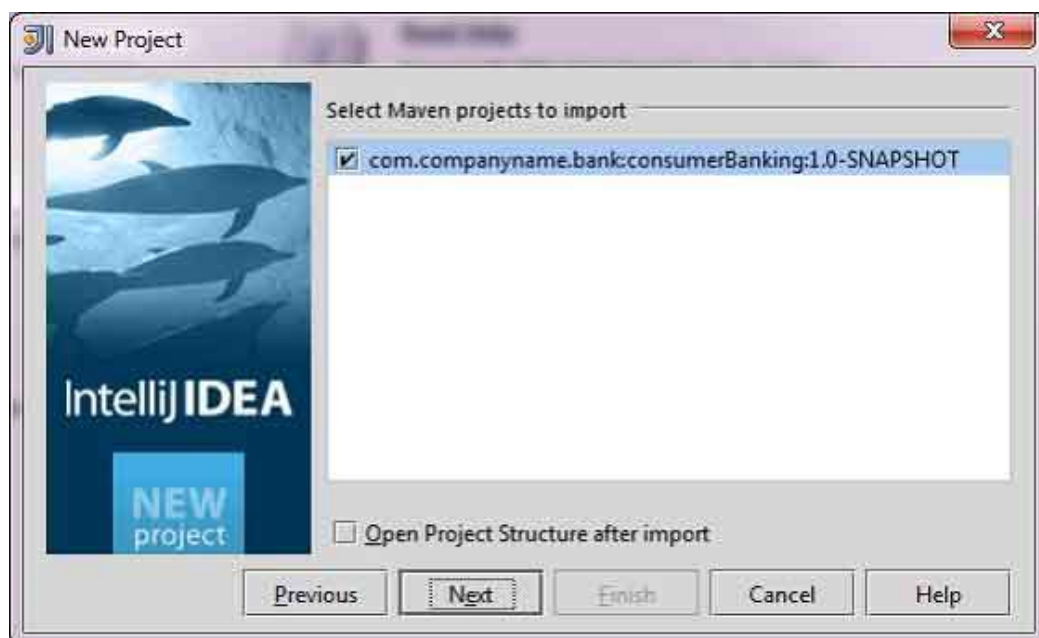 New Project
Select Maven projects to import
com.companyname.bank:consumerBanking:1.0-SNAPSHOT
IntelliJ IDEA
NEW
project
Open Project Structure after import
Previous Next Finish Cancel Help